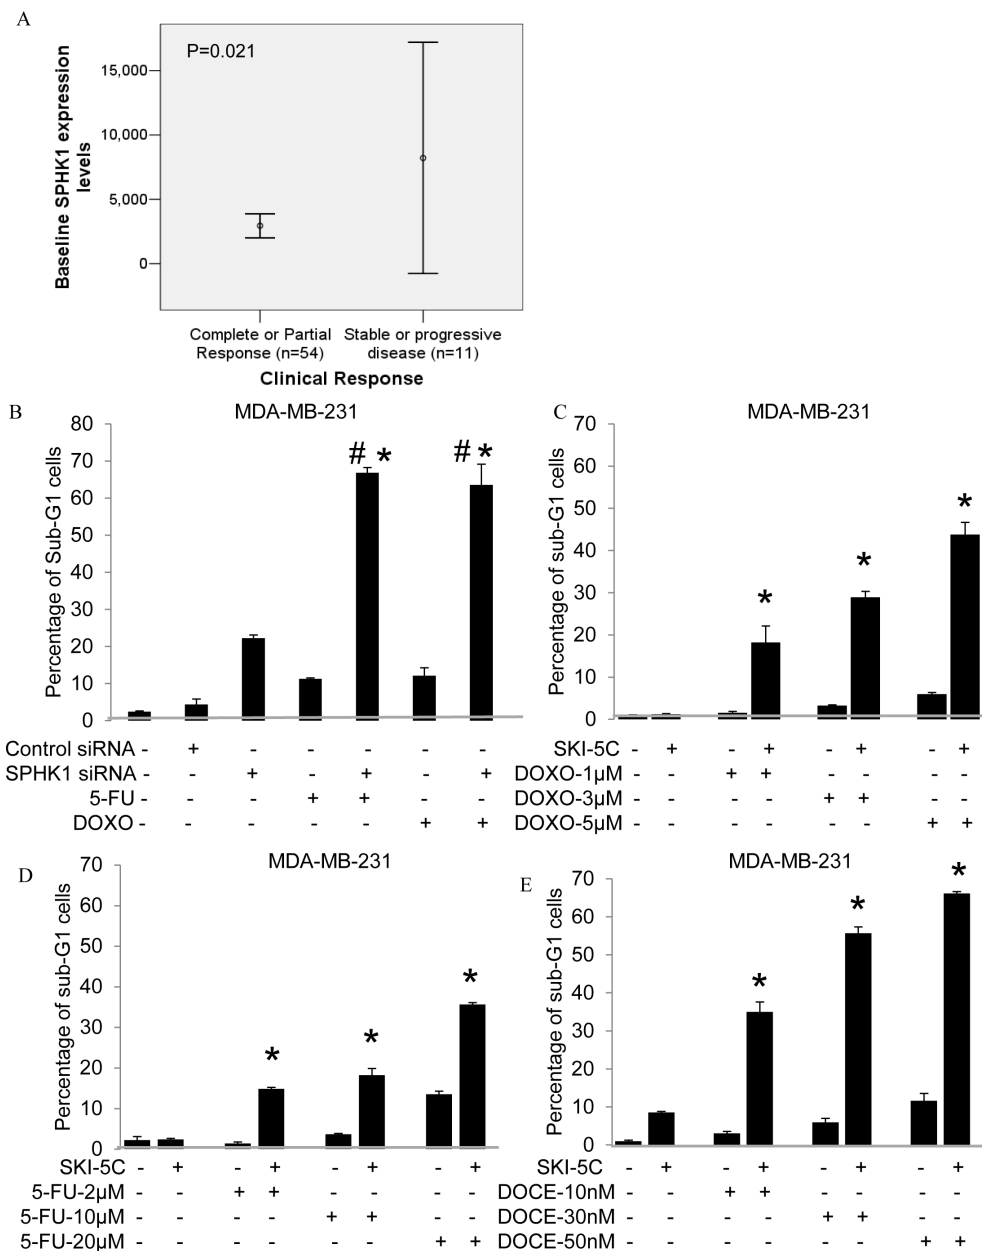 A
P=0.021
Baseline SPHK1 expression
levels
15,000
10,000
5,000
0
Complete or Partial
Response (n=54)
Stable or progressive
disease (n=11)
Clinical Response
B
MDA-MB-231
Percentage of Sub-G1 cells
80
70
60
50
40
30
20
10
0
# *
# *
Control siRNA - + - - - - -
SPHK1 siRNA - - + - + - +
5-FU - - - + + - -
DOXO - - - - - + +
C
MDA-MB-231
Percentage of sub-G1 cells
70
60
50
40
30
20
10
0
*
*
*
SKI-5C - + - + - + - +
DOXO-1µM - - + + - - - -
DOXO-3µM - - - - + + - -
DOXO-5µM - - - - - - + +
D
MDA-MB-231
Percentage of sub-G1 cells
70
60
50
40
30
20
10
0
*
*
*
SKI-5C - + - + - + - +
5-FU-2µM - - + + - - - -
5-FU-10µM - - - - + + - -
5-FU-20µM - - - - - - + +
E
MDA-MB-231
Percentage of sub-G1 cells
70
60
50
40
30
20
10
0
*
*
*
SKI-5C - + - + - + - +
DOCE-10nM - - + + - - - -
DOCE-30nM - - - - + + - -
DOCE-50nM - - - - - - + +